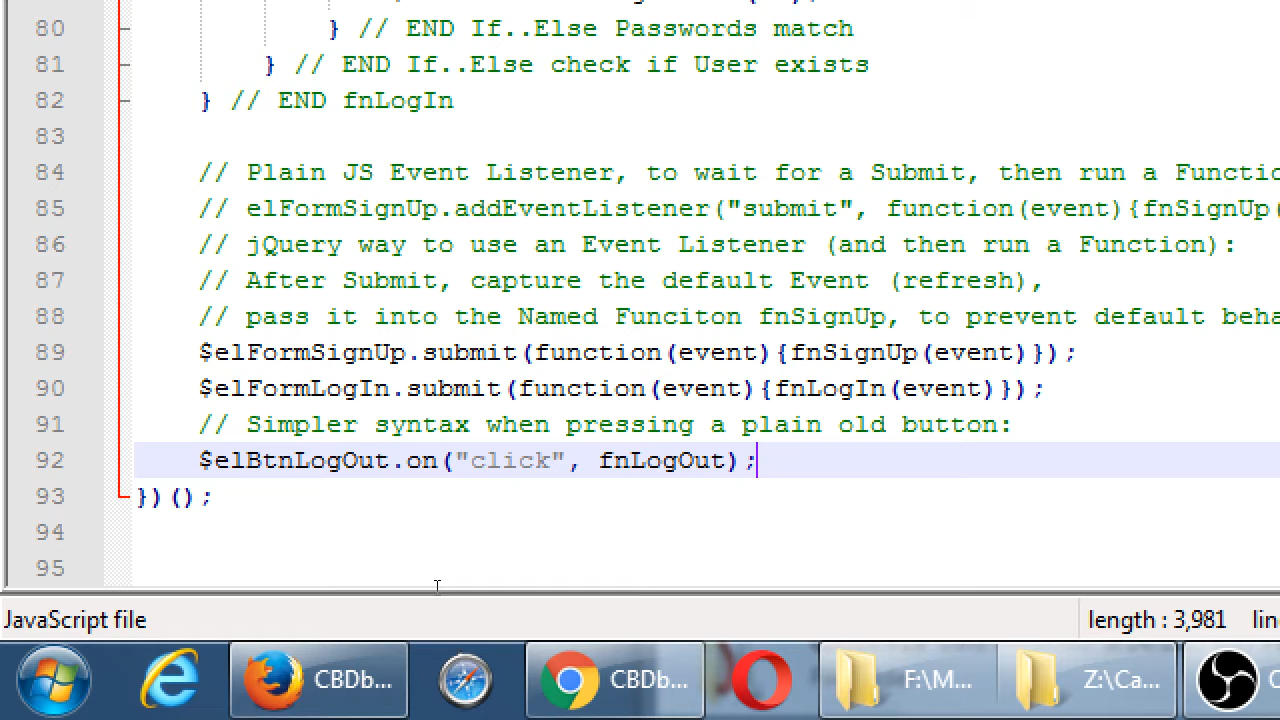 80 } // END If..Else Passwords match
81 } // END If..Else check if User exists
82 } // END fnLogIn
83
84 // Plain JS Event Listener, to wait for a Submit, then run a Functio
85 // elFormSignUp.addEventListener("submit", function(event){fnSignUp(
86 // jQuery way to use an Event Listener (and then run a Function):
87 // After Submit, capture the default Event (refresh),
88 // pass it into the Named Funciton fnSignUp, to prevent default beha
89 $elFormSignUp.submit(function(event){fnSignUp(event)});
90 $elFormLogIn.submit(function(event){fnLogIn(event)});
91 // Simpler syntax when pressing a plain old button:
92 $elBtnLogOut.on("click", fnLogOut);
93 })();
94
95
JavaScript file length : 3,981 lin
CBDb... CBDb... F:\M... Z:\Ca...